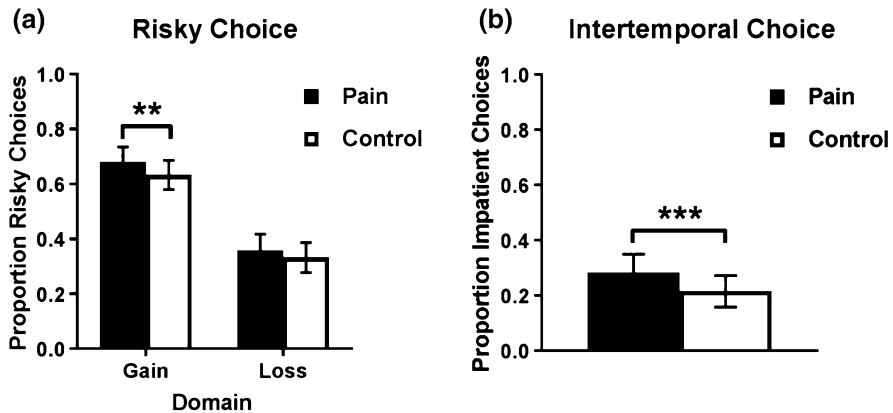 (a)
Risky Choice
Proportion Risky Choices
1.0
0.8
0.6
0.4
0.2
0.0
**
Pain
Control
Gain
Loss
Domain
(b)
Intertemporal Choice
Proportion Impatient Choices
1.0
0.8
0.6
0.4
0.2
0.0
***
Pain
Control